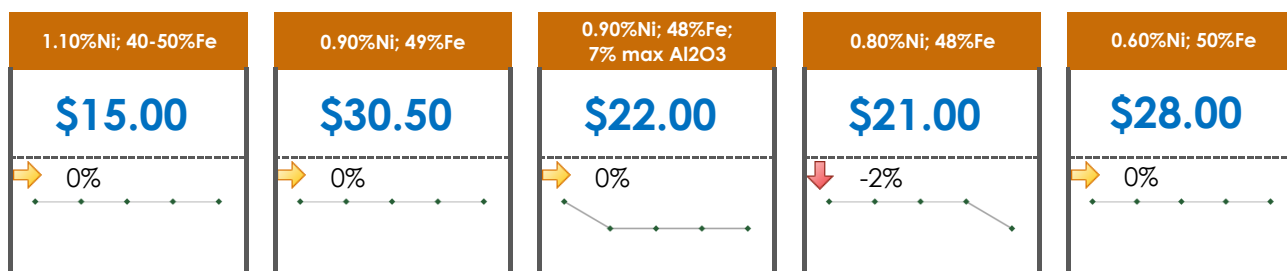 1.10%Ni; 40-50%Fe
$15.00
0%
0.90%Ni; 49%Fe
$30.50
0%
0.90%Ni; 48%Fe;
7% max Al2O3
$22.00
0%
0.80%Ni; 48%Fe
$21.00
-2%
0.60%Ni; 50%Fe
$28.00
0%